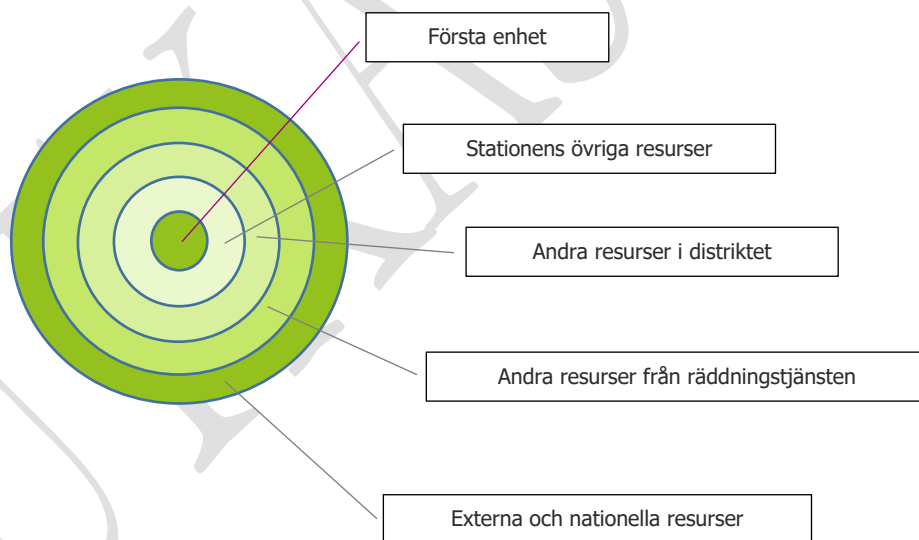 Första enhet
Stationens övriga resurser
Andra resurser i distriktet
Andra resurser från räddningstjänsten
Externa och nationella resurser